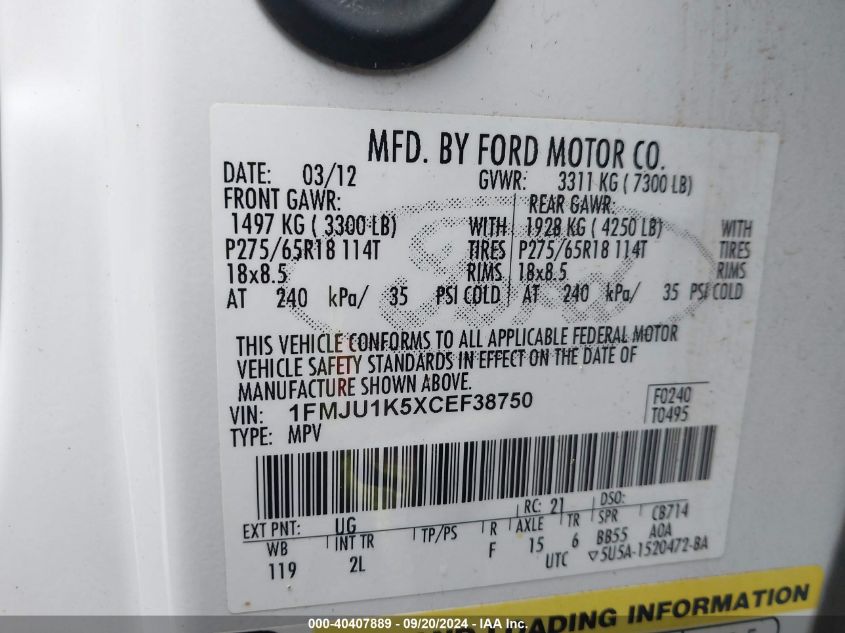 MFD. BY FORD MOTOR CO.
DATE: 03/12 GVWR: 3311 KG ( 7300 LB)
FRONT GAWR: REAR GAWR:
1497 KG ( 3300 LB) WITH 1928 KG ( 4250 LB) WITH
P275/65R18 114T TIRES P275/65R18 114T TIRES
18x8.5 RIMS 18x8.5 RIMS
AT 240 kPa/ 35 PSI COLD AT 240 kPa/ 35 PSI COLD
Ford
THIS VEHICLE CONFORMS TO ALL APPLICABLE FEDERAL MOTOR
VEHICLE SAFETY STANDARDS IN EFFECT ON THE DATE OF
MANUFACTURE SHOWN ABOVE.
VIN: 1FMJU1K5XCEF38750 F0240
TYPE: MPV T0495
RC: 21 DSO:
EXT PNT: UG AXLE TR SPR CB714
WB INT TR TP/PS R 15 6 BB55 AOA
119 2L F UTC 5U5A-1520472-BA
AND LOADING INFORMATION
000-40407889 - 09/20/2024 - IAAI, Inc.